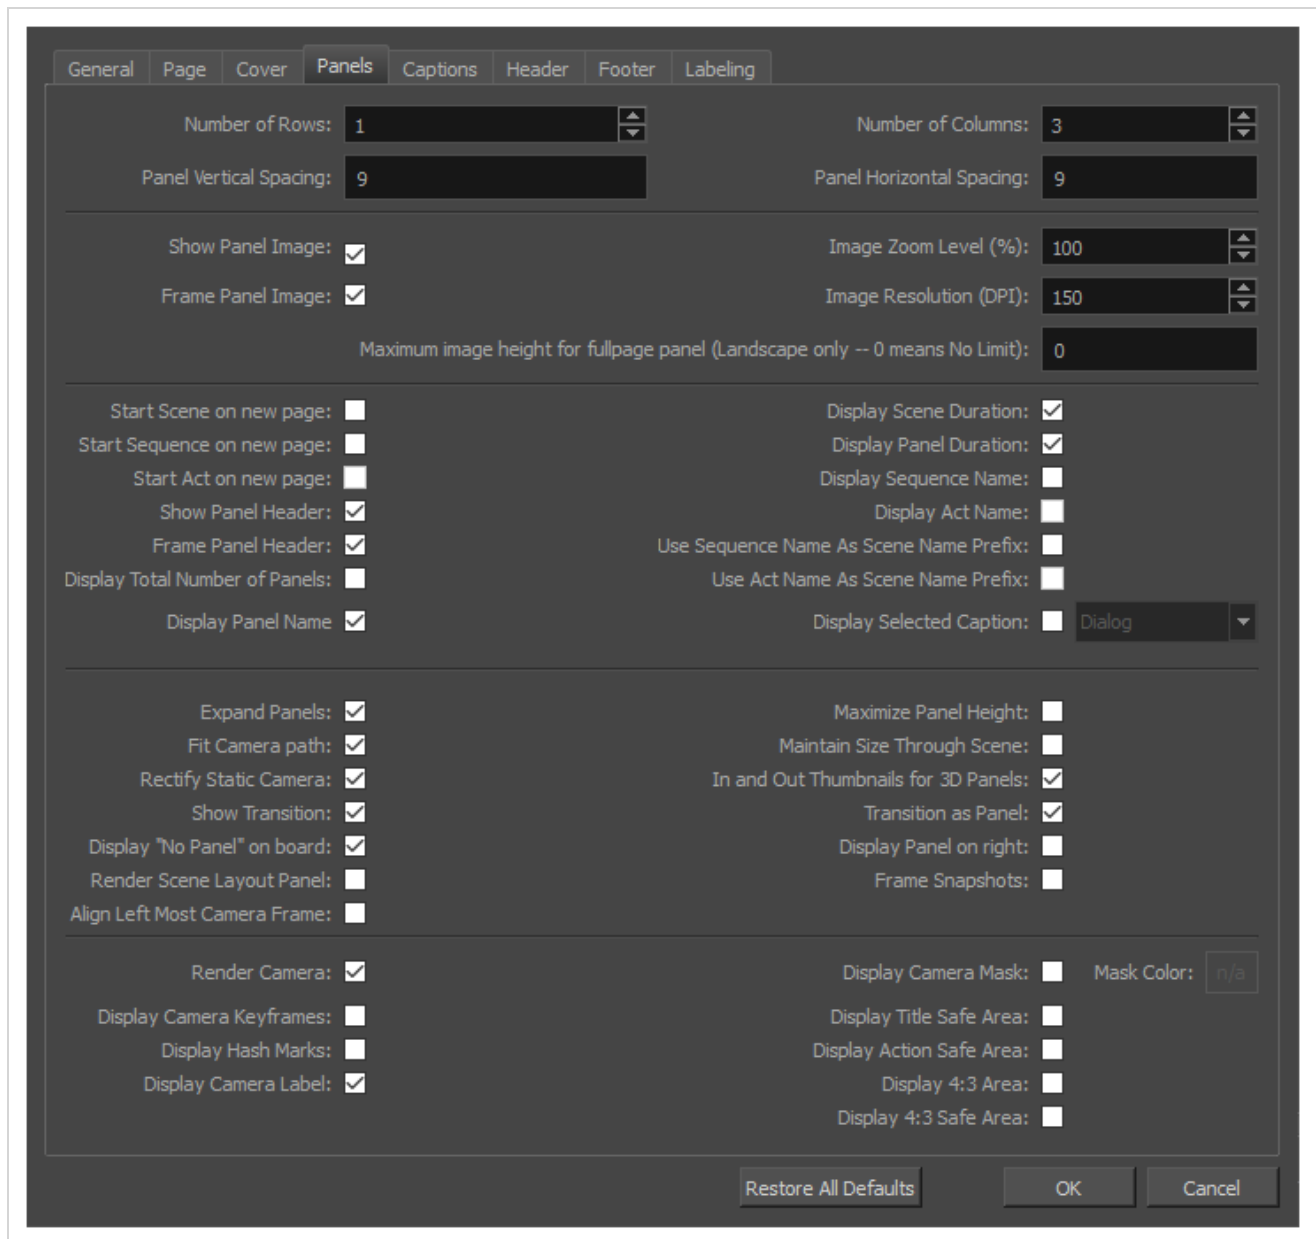 General Page Cover Panels Captions Header Footer Labeling
Number of Rows: 1 Number of Columns: 3
Panel Vertical Spacing: 9 Panel Horizontal Spacing: 9
Show Panel Image: Image Zoom Level (%): 100
Frame Panel Image: Image Resolution (DPI): 150
Maximum image height for fullpage panel (Landscape only -- 0 means No Limit): 0
Start Scene on new page: Display Scene Duration:
Start Sequence on new page: Display Panel Duration:
Start Act on new page: Display Sequence Name:
Show Panel Header: Display Act Name:
Frame Panel Header: Use Sequence Name As Scene Name Prefix:
Display Total Number of Panels: Use Act Name As Scene Name Prefix:
Display Panel Name Display Selected Caption: Dialog
Expand Panels: Maximize Panel Height:
Fit Camera path: Maintain Size Through Scene:
Rectify Static Camera: In and Out Thumbnails for 3D Panels:
Show Transition: Transition as Panel:
Display "No Panel" on board: Display Panel on right:
Render Scene Layout Panel: Frame Snapshots:
Align Left Most Camera Frame:
Render Camera: Display Camera Mask: Mask Color: n/a
Display Camera Keyframes: Display Title Safe Area:
Display Hash Marks: Display Action Safe Area:
Display Camera Label: Display 4:3 Area:
Display 4:3 Safe Area:
Restore All Defaults OK Cancel